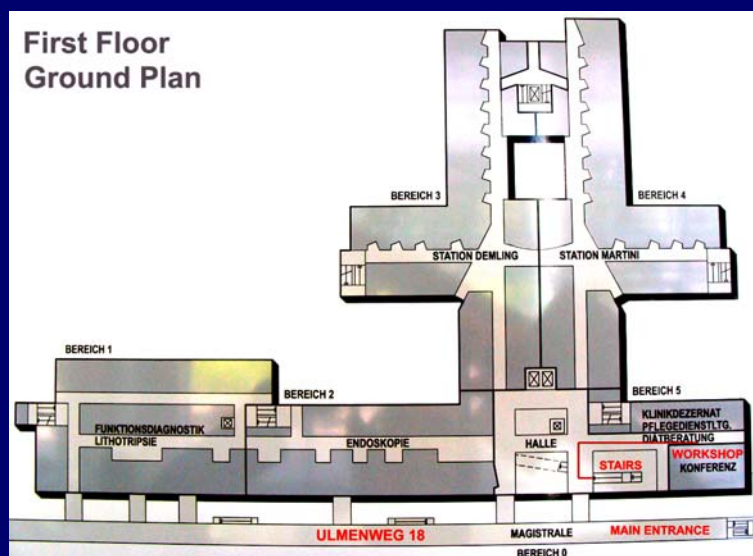 First Floor
Ground Plan
BEREICH 3
BEREICH 4
STATION DEMLING
STATION MARTINI
BEREICH 1
BEREICH 2
BEREICH 5
FUNKTIONSDIAGNOSTIK
LITHOTRIPSIE
ENDOSKOPIE
HALLE
KLINIKDEZERNAT
PFLEGEDIENSTLTG.
DIÄTBERATUNG
WORKSHOP
KONFERENZ
STAIRS
ULMENWEG 18
MAGISTRALE
MAIN ENTRANCE
BEREICH 0